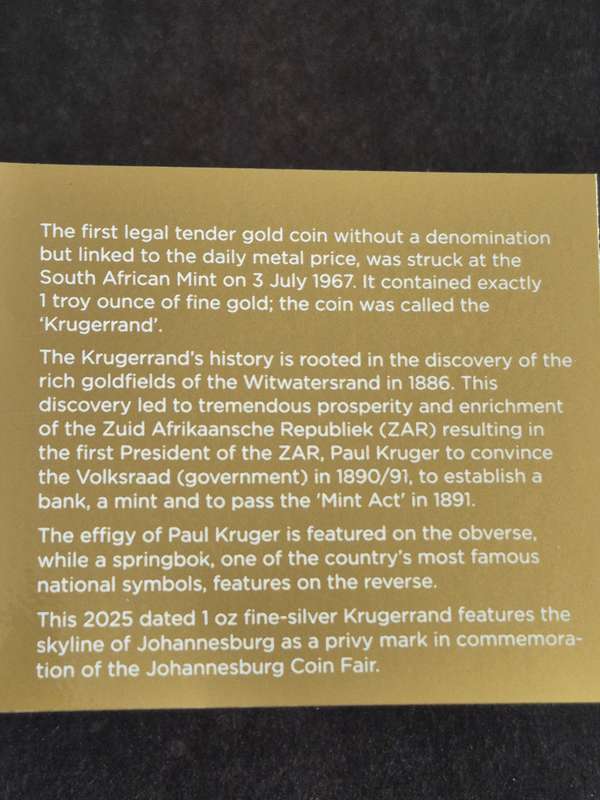 The first legal tender gold coin without a denomination
but linked to the daily metal price, was struck at the
South African Mint on 3 July 1967. It contained exactly
1 troy ounce of fine gold; the coin was called the
'Krugerrand'.
The Krugerrand's history is rooted in the discovery of the
rich goldfields of the Witwatersrand in 1886. This
discovery led to tremendous prosperity and enrichment
of the Zuid Afrikaansche Republiek (ZAR) resulting in
the first President of the ZAR, Paul Kruger to convince
the Volksraad (government) in 1890/91, to establish a
bank, a mint and to pass the 'Mint Act' in 1891.
The effigy of Paul Kruger is featured on the obverse,
while a springbok, one of the country's most famous
national symbols, features on the reverse.
This 2025 dated 1 oz fine-silver Krugerrand features the
skyline of Johannesburg as a privy mark in commemora-
tion of the Johannesburg Coin Fair.